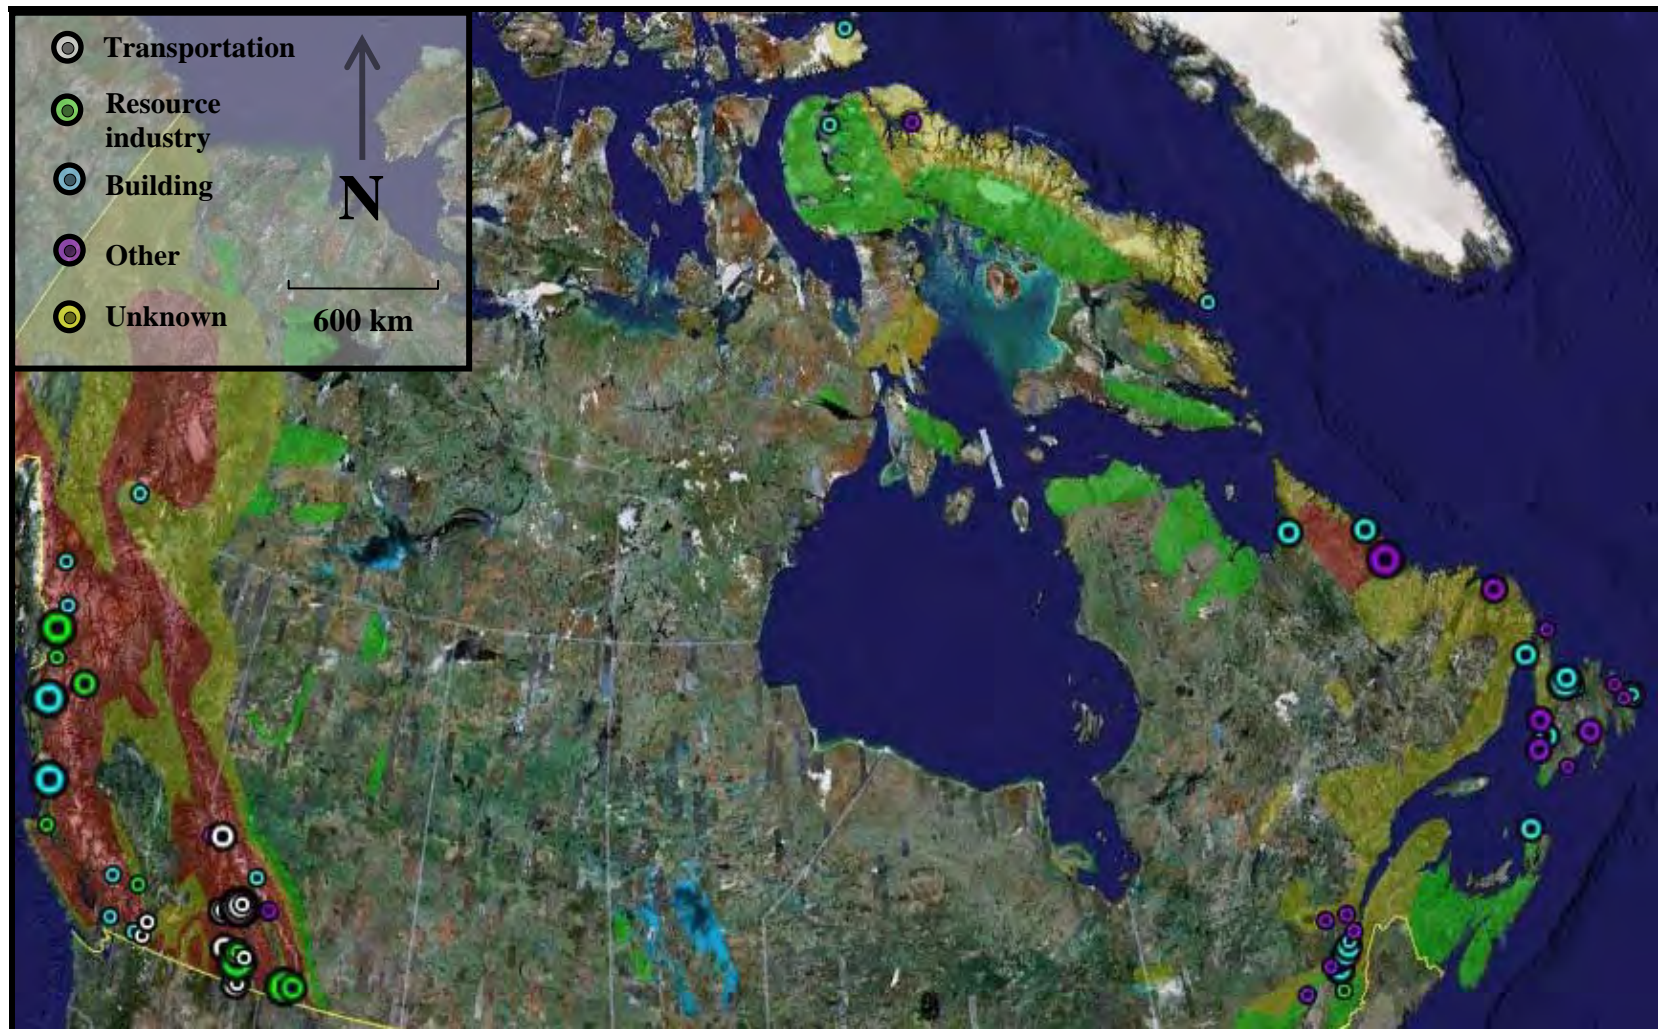 Transportation
Resource
industry
Building
N
Other
Unknown
600 km